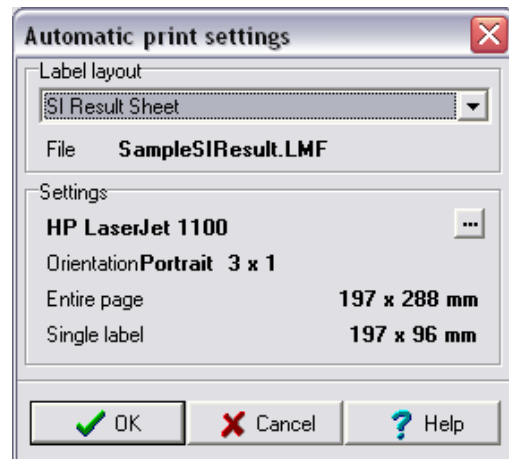 Automatic print settings
Label layout
SI Result Sheet
File SampleSIResult.LMF
Settings
HP LaserJet 1100 ...
Orientation Portrait 3 x 1
Entire page 197 x 288 mm
Single label 197 x 96 mm
OK Cancel Help